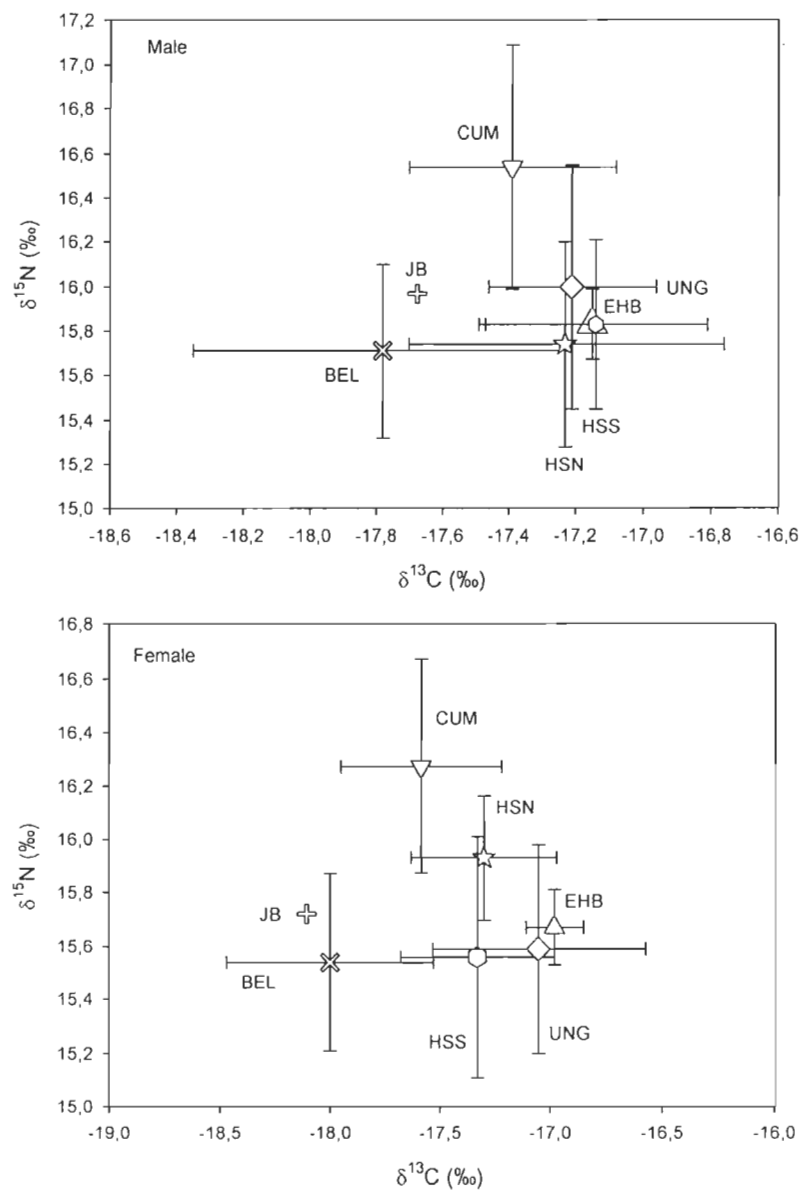 17,2
Male
17,0
16,8
CUM
16,6
16,4
16,2
JB
16,0
UNG
EHB
15,8
BEL
15,6
HSS
15,4
HSN
15,2
15,0
δ15N (‰)
-18,6 -18,4 -18,2 -18,0 -17,8 -17,6 -17,4 -17,2 -17,0 -16,8 -16,6
δ13C (‰)
16,8
Female
16,6
CUM
16,4
16,2
HSN
16,0
15,8
EHB
JB
15,6
BEL
15,4
HSS
UNG
15,2
15,0
δ15N (‰)
-19,0 -18,5 -18,0 -17,5 -17,0 -16,5 -16,0
δ13C (‰)